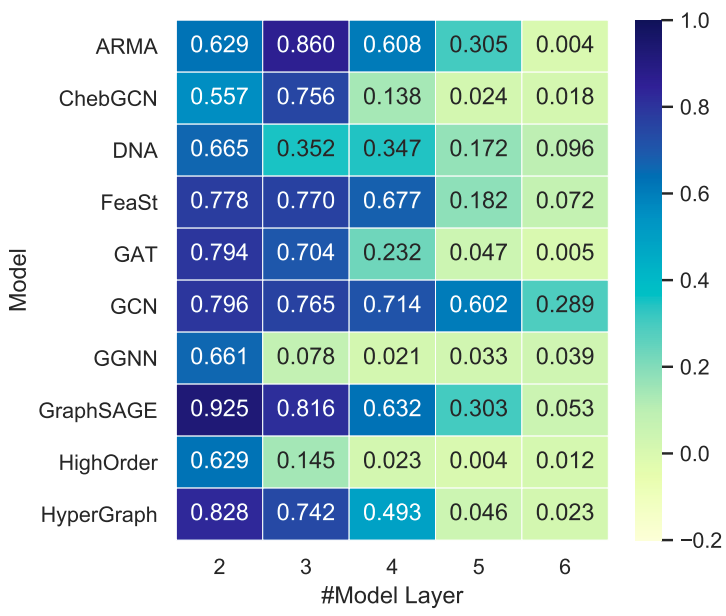 ARMA 0.629 0.860 0.608 0.305 0.004
ChebGCN 0.557 0.756 0.138 0.024 0.018
DNA 0.665 0.352 0.347 0.172 0.096
FeaSt 0.778 0.770 0.677 0.182 0.072
GAT 0.794 0.704 0.232 0.047 0.005
GCN 0.796 0.765 0.714 0.602 0.289
GGNN 0.661 0.078 0.021 0.033 0.039
GraphSAGE 0.925 0.816 0.632 0.303 0.053
HighOrder 0.629 0.145 0.023 0.004 0.012
HyperGraph 0.828 0.742 0.493 0.046 0.023
2 3 4 5 6
#Model Layer
Model
1.0
0.8
0.6
0.4
0.2
0.0
−0.2